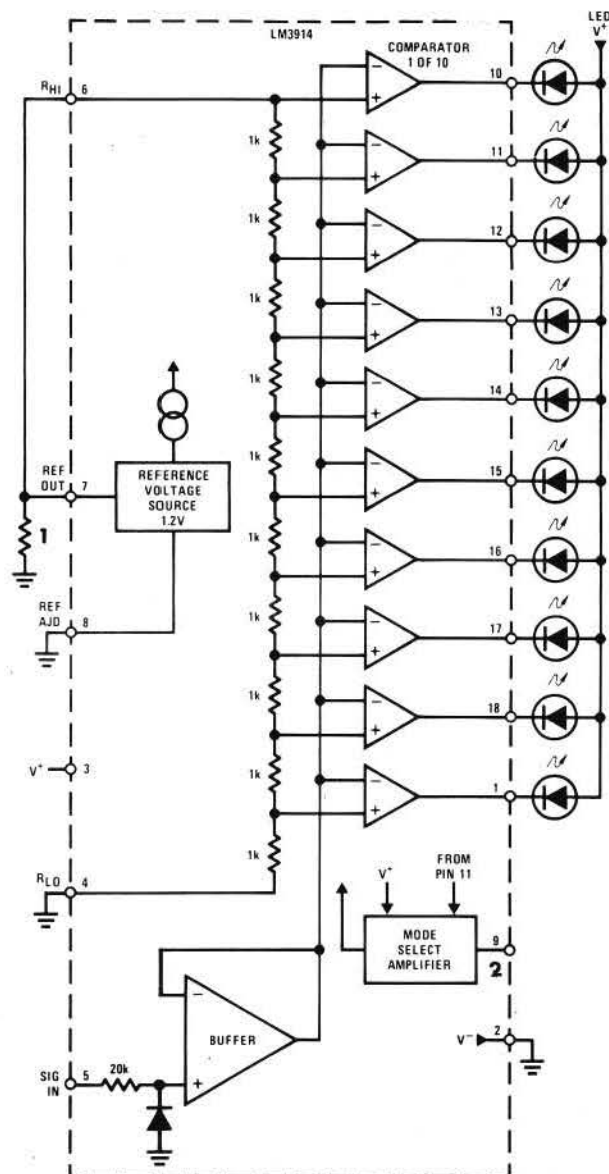 LED
V+
LM3914
COMPARATOR
1 OF 10
RHI
6
10
1k
11
1k
12
1k
13
1k
14
1k
15
1k
16
1k
17
1k
18
1k
1
1k
REF
OUT
7
REFERENCE
VOLTAGE
SOURCE
1.2V
1
REF
AJD
8
V+
3
RLO
4
V+
FROM
PIN 11
MODE
SELECT
AMPLIFIER
9
2
BUFFER
V−
2
SIG
IN
5
20k